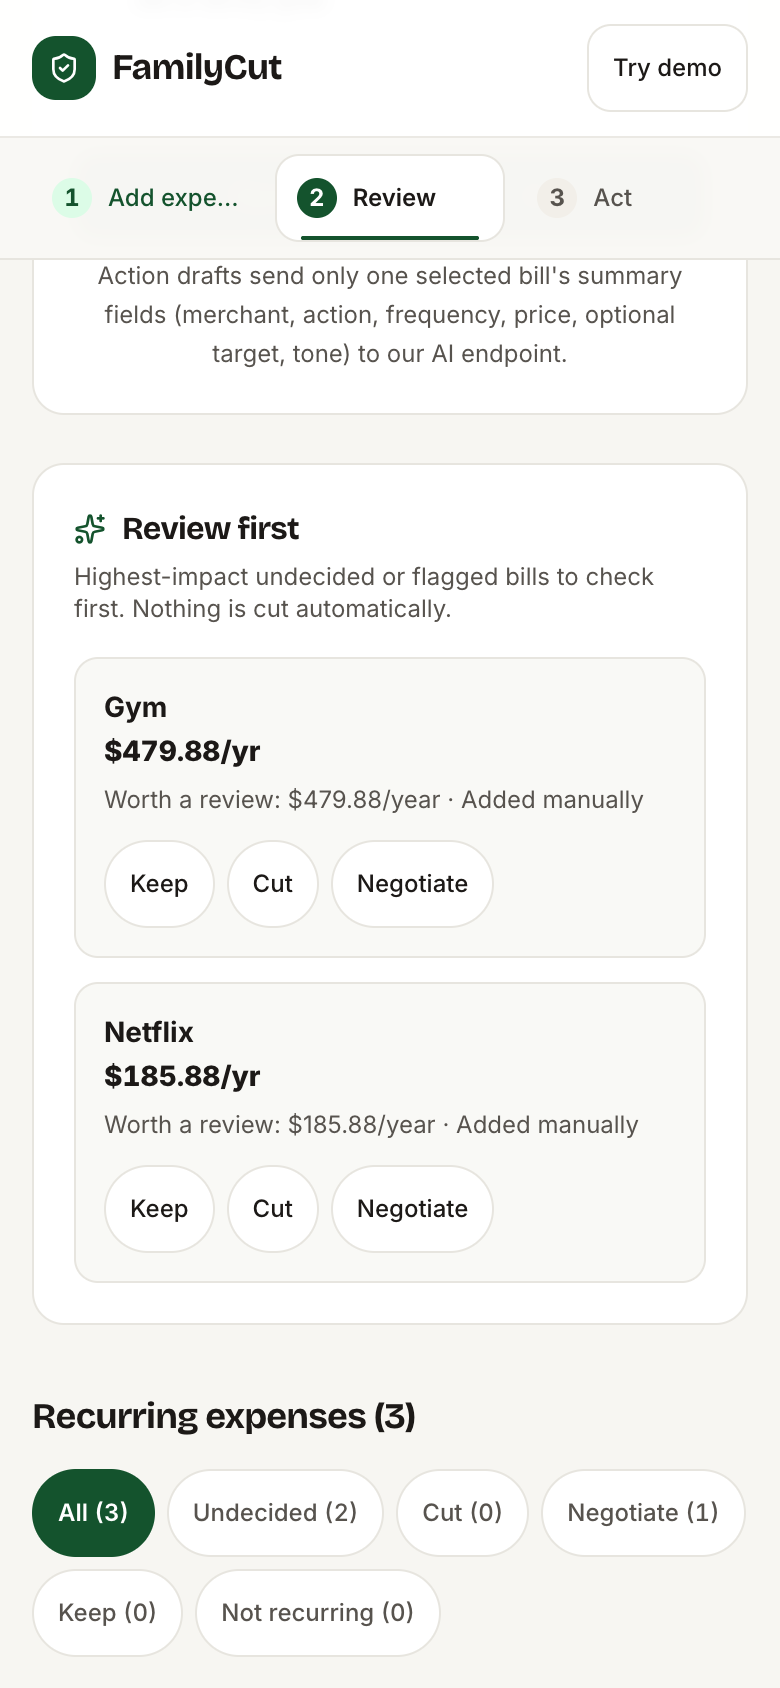 FamilyCut
Try demo
1 Add expe...
2 Review
3 Act
Action drafts send only one selected bill's summary
fields (merchant, action, frequency, price, optional
target, tone) to our AI endpoint.
Review first
Highest-impact undecided or flagged bills to check
first. Nothing is cut automatically.
Gym
$479.88/yr
Worth a review: $479.88/year · Added manually
Keep
Cut
Negotiate
Netflix
$185.88/yr
Worth a review: $185.88/year · Added manually
Keep
Cut
Negotiate
Recurring expenses (3)
All (3)
Undecided (2)
Cut (0)
Negotiate (1)
Keep (0)
Not recurring (0)